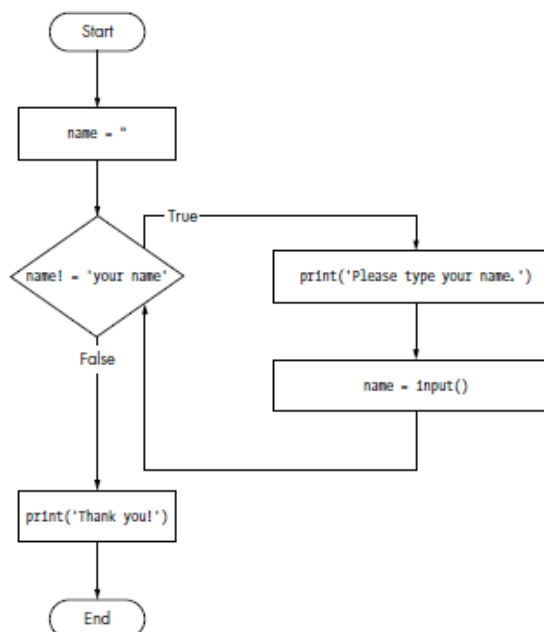 Start
name = "
True
name! = 'your name'
print('Please type your name.')
name = input()
False
print('Thank you!')
End